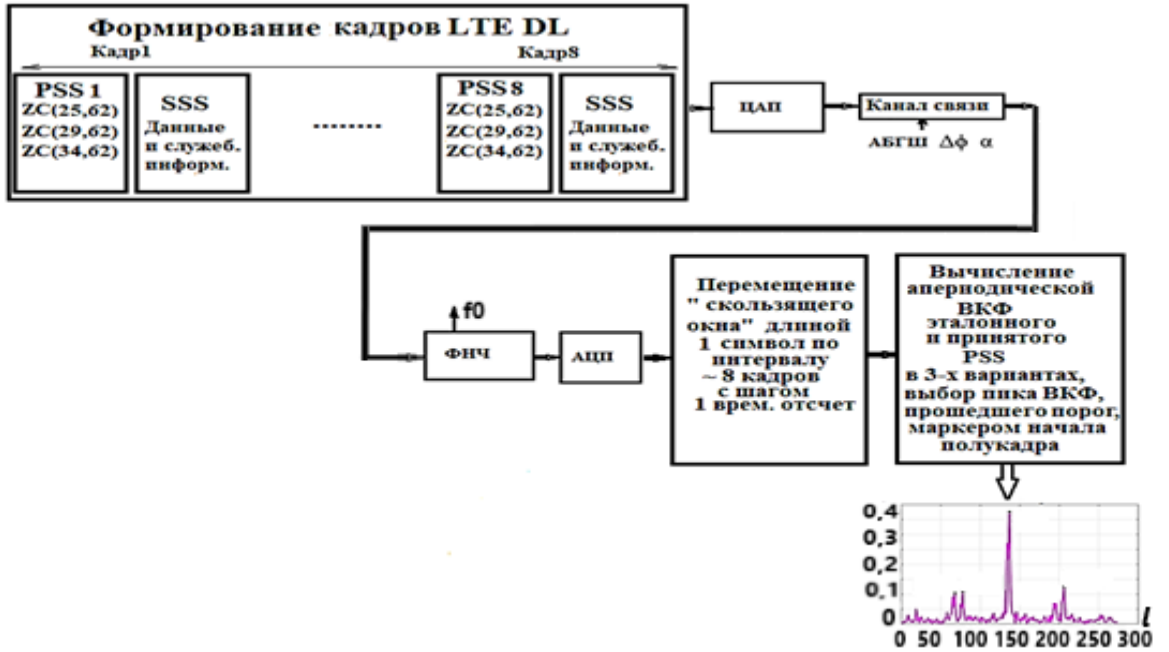 Формирование кадров LTE DL
Кадр1
Кадр8
PSS 1
ZC(25,62)
ZC(29,62)
ZC(34,62)
SSS
Данные
и служеб.
информ.
--------
PSS 8
ZC(25,62)
ZC(29,62)
ZC(34,62)
SSS
Данные
и служеб.
информ.
ЦАП
Канал связи
АБГШ Δϕ α
f0
ФНЧ
АЦП
Перемещение
" скользящего
окна" длиной
1 символ по
интервалу
~ 8 кадров
с шагом
1 врем. отсчет
Вычисление
апериодической
ВКФ
эталонного
и принятого
PSS
в 3-х вариантах,
выбор пика ВКФ,
прошедшего порог,
маркером начала
полукадра
0,4
0,3
0,2
0,1
0
0 50 100 150 200 250 300
l